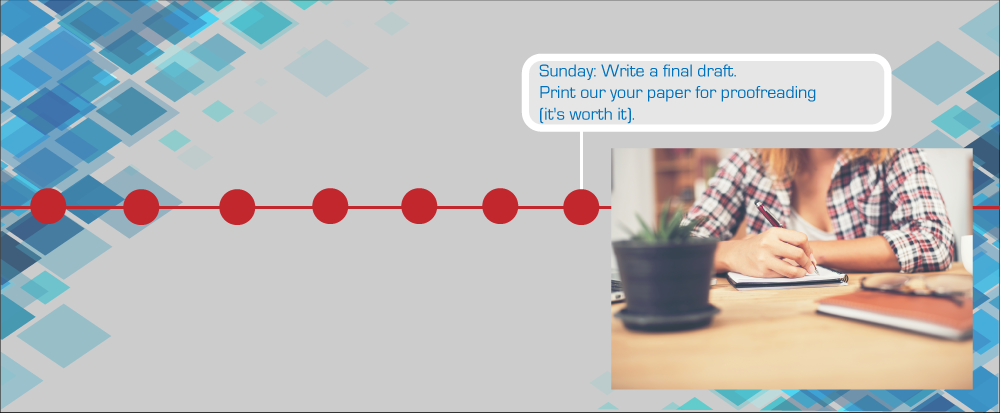 Sunday: Write a final draft.
Print our your paper for proofreading
(it's worth it).